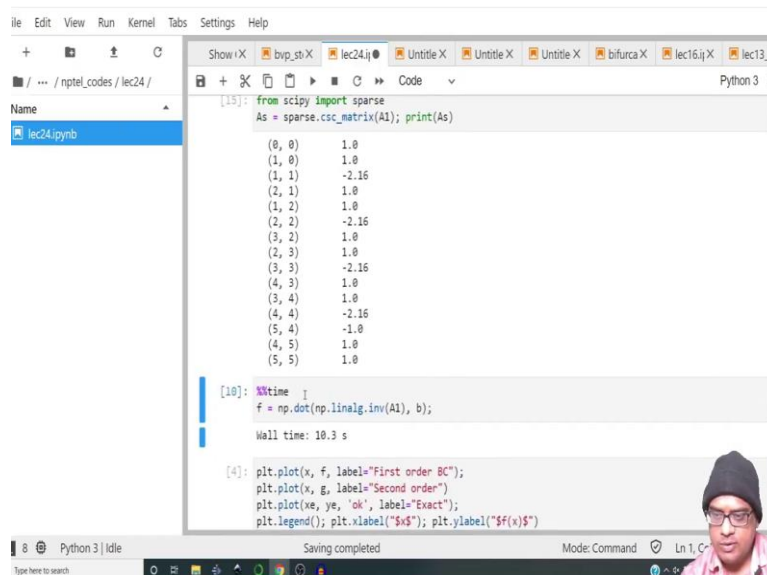 ile Edit View Run Kernel Tabs Settings Help
Show i X bvp_st X lec24.ij Untitle X Untitle X Untitle X bifurca X lec16.ij X lec13_
/ ··· / nptel_codes / lec24 /
Code
Python 3
Name
lec24.ipynb
[15]: from scipy import sparse
As = sparse.csc_matrix(A1); print(As)
(0, 0) 1.0
(1, 0) 1.0
(1, 1) -2.16
(2, 1) 1.0
(1, 2) 1.0
(2, 2) -2.16
(3, 2) 1.0
(2, 3) 1.0
(3, 3) -2.16
(4, 3) 1.0
(3, 4) 1.0
(4, 4) -2.16
(5, 4) -1.0
(4, 5) 1.0
(5, 5) 1.0
[10]: %%time
f = np.dot(np.linalg.inv(A1), b);
Wall time: 10.3 s
[4]: plt.plot(x, f, label="First order BC");
plt.plot(x, g, label="Second order")
plt.plot(xe, ye, 'ok', label="Exact");
plt.legend(); plt.xlabel("$x$"); plt.ylabel("$f(x)$")
8 Python 3 | Idle Saving completed Mode: Command Ln 1, C
Type here to search